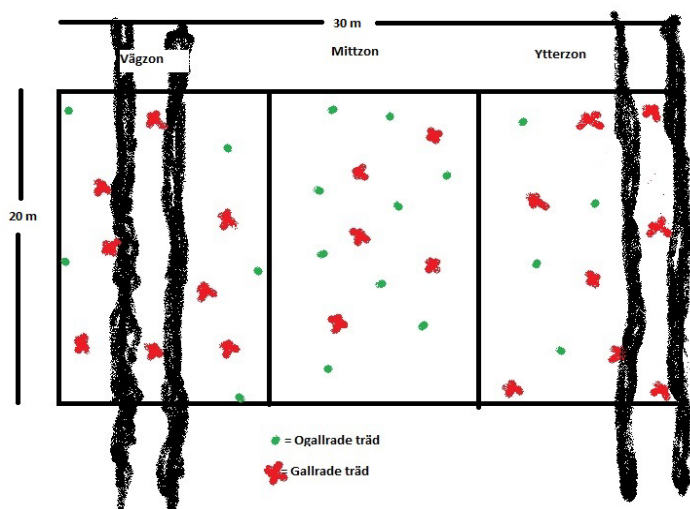 30 m
Vägzon
Mittzon
Ytterzon
20 m
= Ogallrade träd
= Gallrade träd